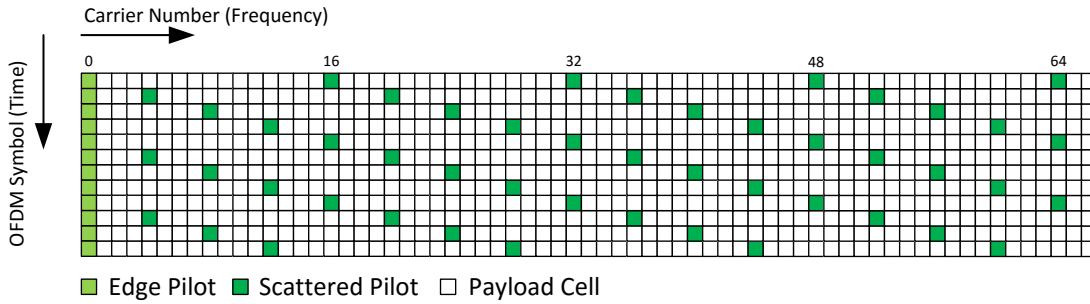 Carrier Number (Frequency)
OFDM Symbol (Time)
0 16 32 48 64
Edge Pilot Scattered Pilot Payload Cell